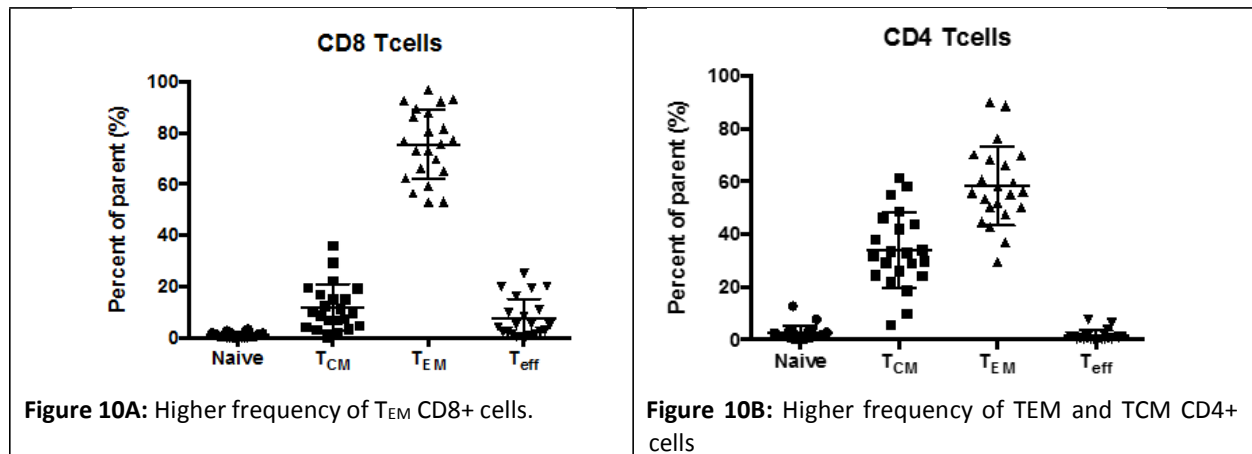 CD8 Tcells
Percent of parent (%)
100
80
60
40
20
0
Naive TCM TEM Teff
Figure 10A: Higher frequency of TEM CD8+ cells.
CD4 Tcells
Percent of parent (%)
100
80
60
40
20
0
Naive TCM TEM Teff
Figure 10B: Higher frequency of TEM and TCM CD4+
cells